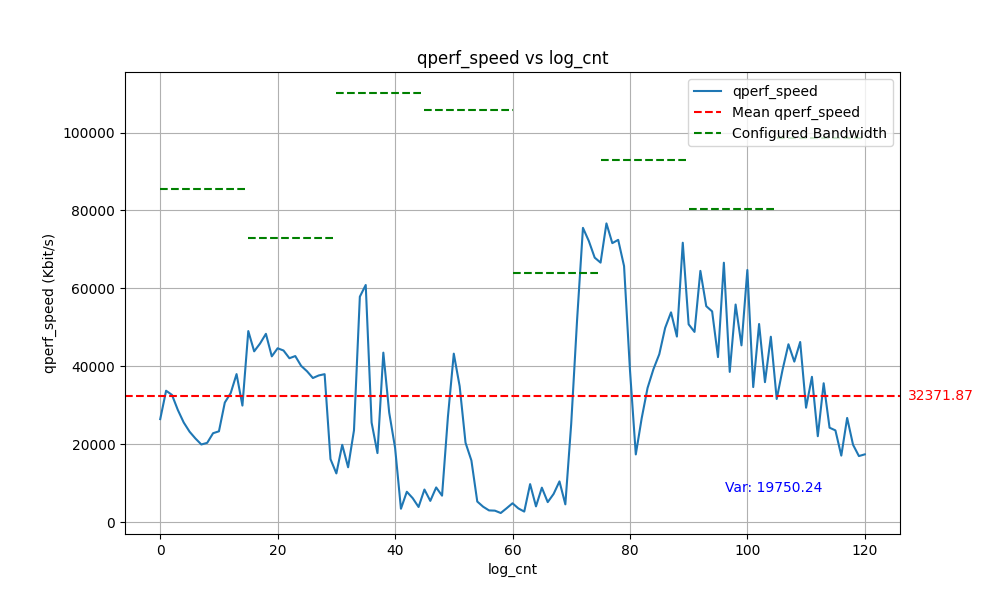 qperf_speed vs log_cnt
qperf_speed
Mean qperf_speed
Configured Bandwidth
100000
80000
60000
40000
20000
0
qperf_speed (Kbit/s)
32371.87
Var: 19750.24
0 20 40 60 80 100 120
log_cnt